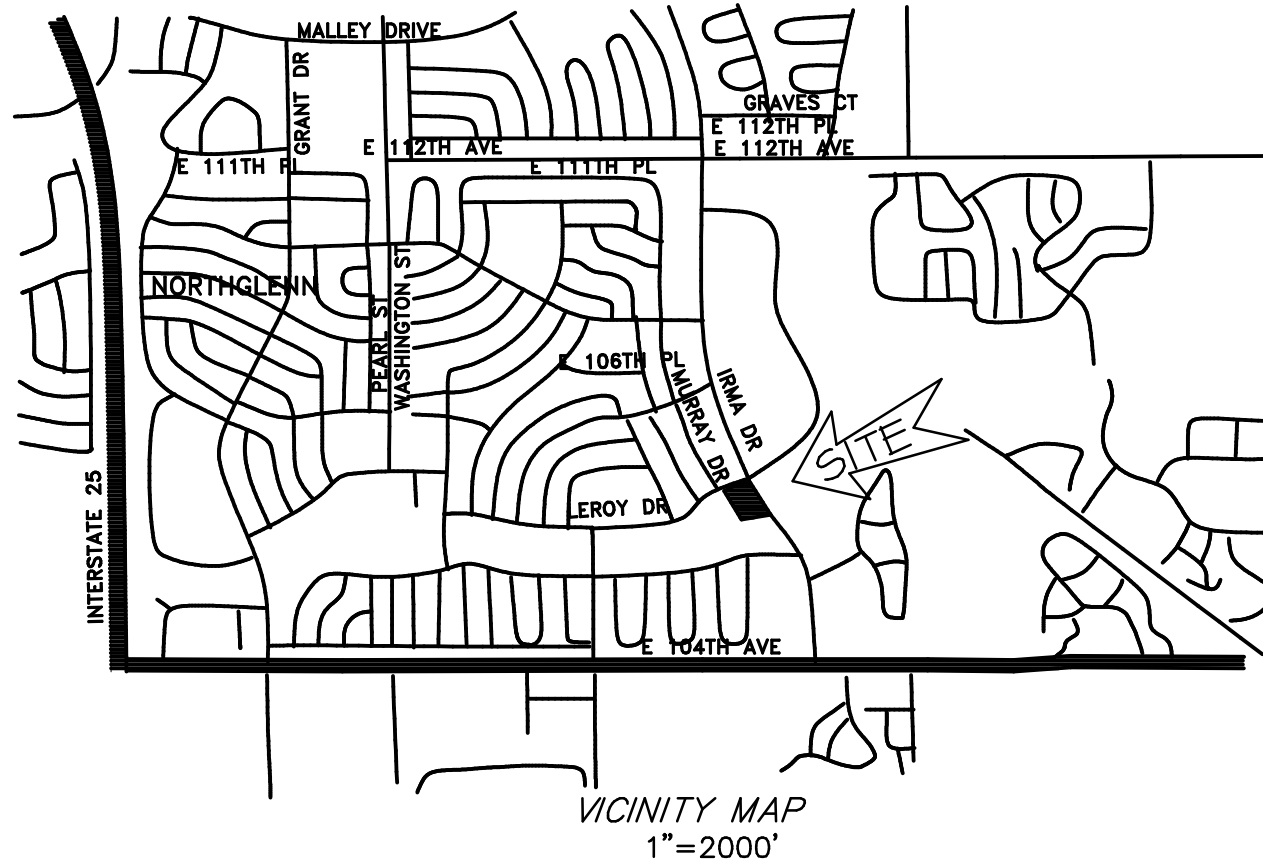 MALLEY DRIVE
GRANT DR
GRAVES CT
E 112TH PL
E 112TH AVE
E 112TH AVE
E 111TH PL
E 111TH PL
NORTHGLENN
PEARL ST
WASHINGTON ST
E 106TH PL
MURRAY DR
IRMA DR
SITE
LEROY DR
INTERSTATE 25
E 104TH AVE
VICINITY MAP
1"=2000'